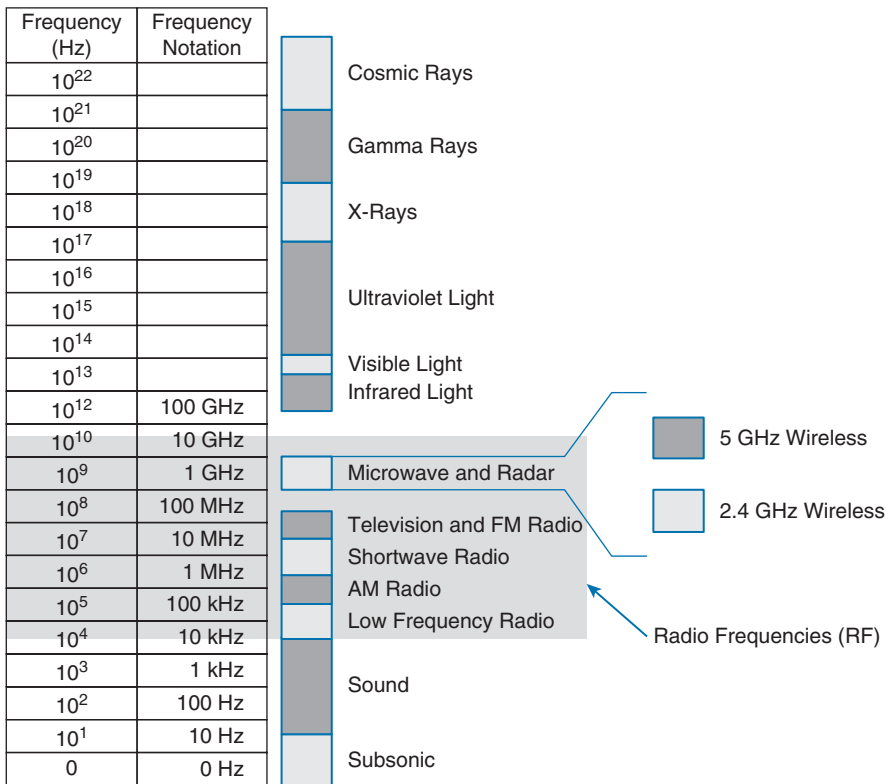 Frequency (Hz)
Frequency Notation
10²²
Cosmic Rays
10²¹
10²⁰
Gamma Rays
10¹⁹
10¹⁸
X-Rays
10¹⁷
10¹⁶
10¹⁵
Ultraviolet Light
10¹⁴
10¹³
Visible Light
Infrared Light
10¹² 100 GHz
10¹⁰ 10 GHz
5 GHz Wireless
10⁹ 1 GHz
Microwave and Radar
10⁸ 100 MHz
2.4 GHz Wireless
10⁷ 10 MHz
Television and FM Radio
Shortwave Radio
10⁶ 1 MHz
AM Radio
10⁵ 100 kHz
Low Frequency Radio
10⁴ 10 kHz
Radio Frequencies (RF)
10³ 1 kHz
Sound
10² 100 Hz
10¹ 10 Hz
Subsonic
0 0 Hz